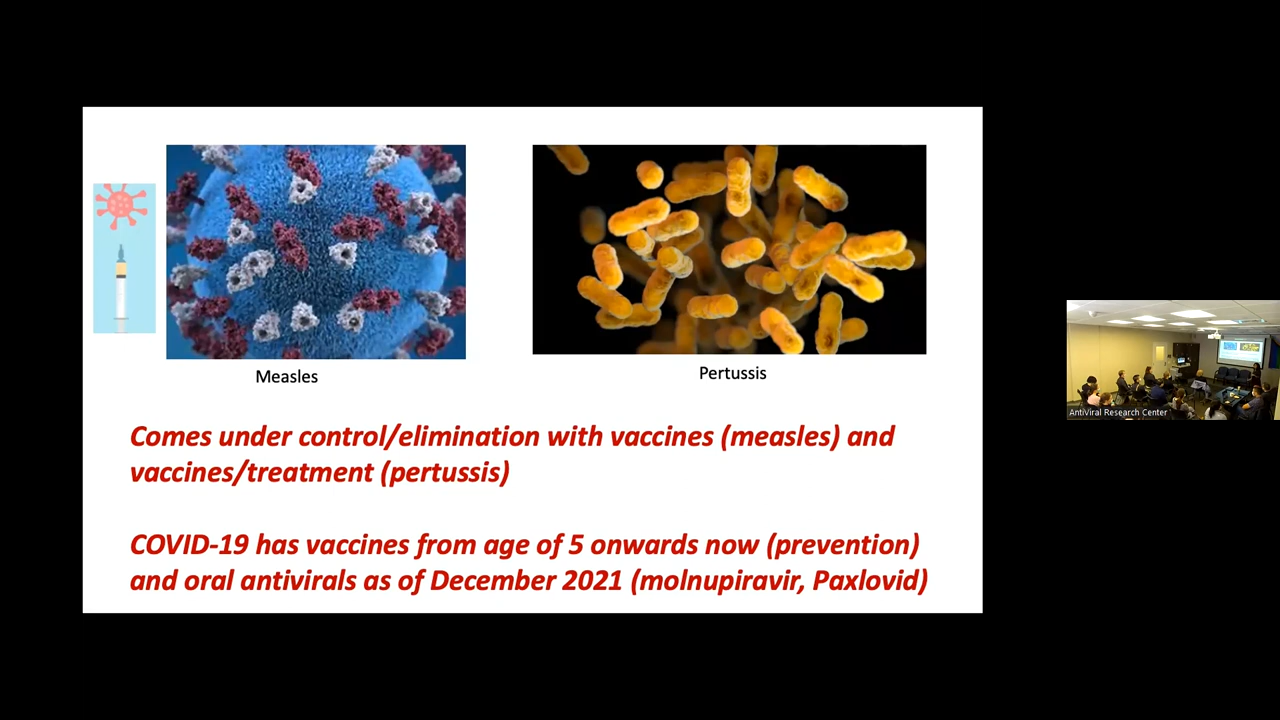 Measles
Pertussis
Comes under control/elimination with vaccines (measles) and
vaccines/treatment (pertussis)
COVID-19 has vaccines from age of 5 onwards now (prevention)
and oral antivirals as of December 2021 (molnupiravir, Paxlovid)
AntiViral Research Center